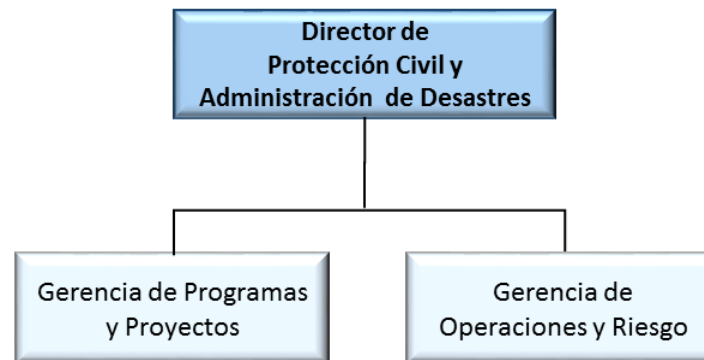 Director de
Protección Civil y
Administración de Desastres
Gerencia de Programas
y Proyectos
Gerencia de
Operaciones y Riesgo